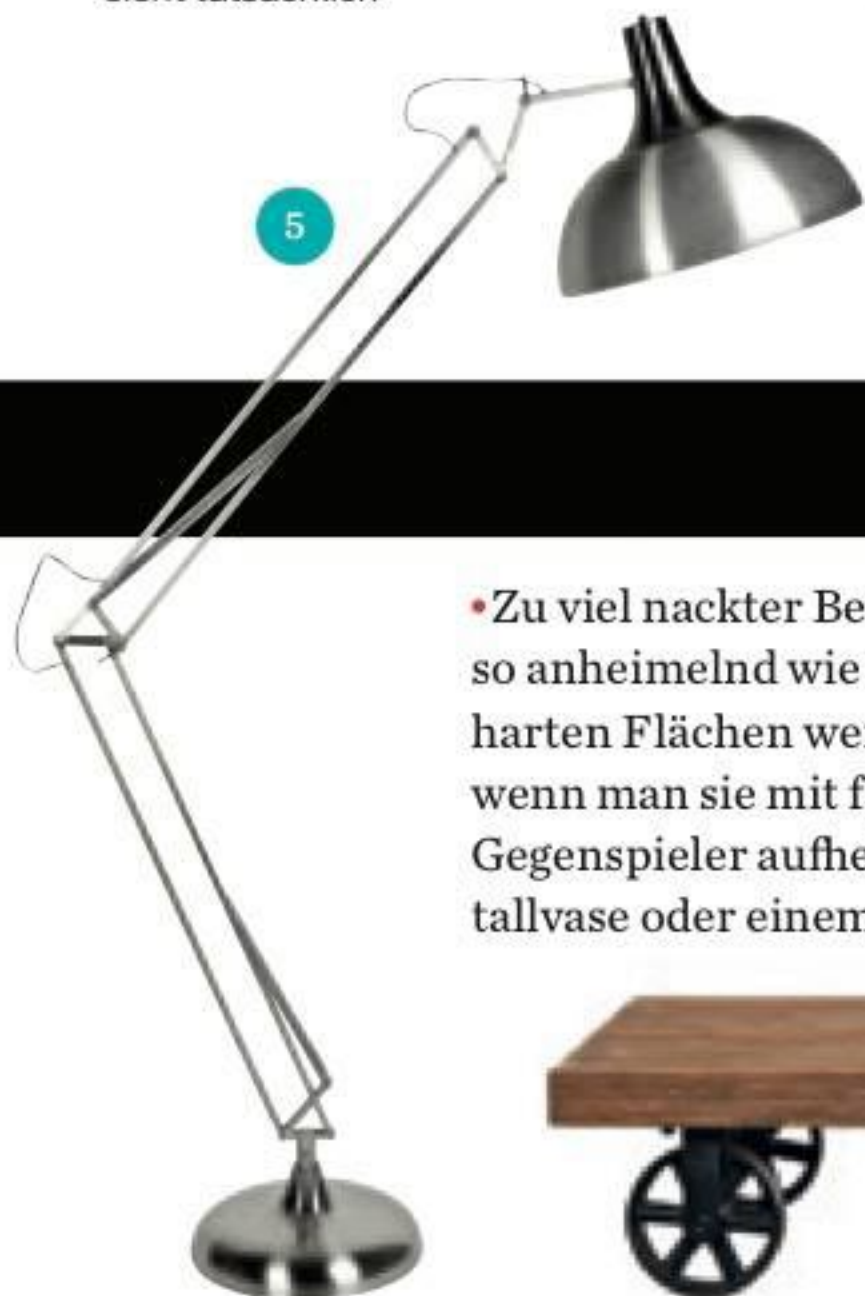 5
•Zu viel nackter Be
so anheimelnd wie
harten Flächen we
wenn man sie mit f
Gegenspieler aufhe
tallvase oder einem